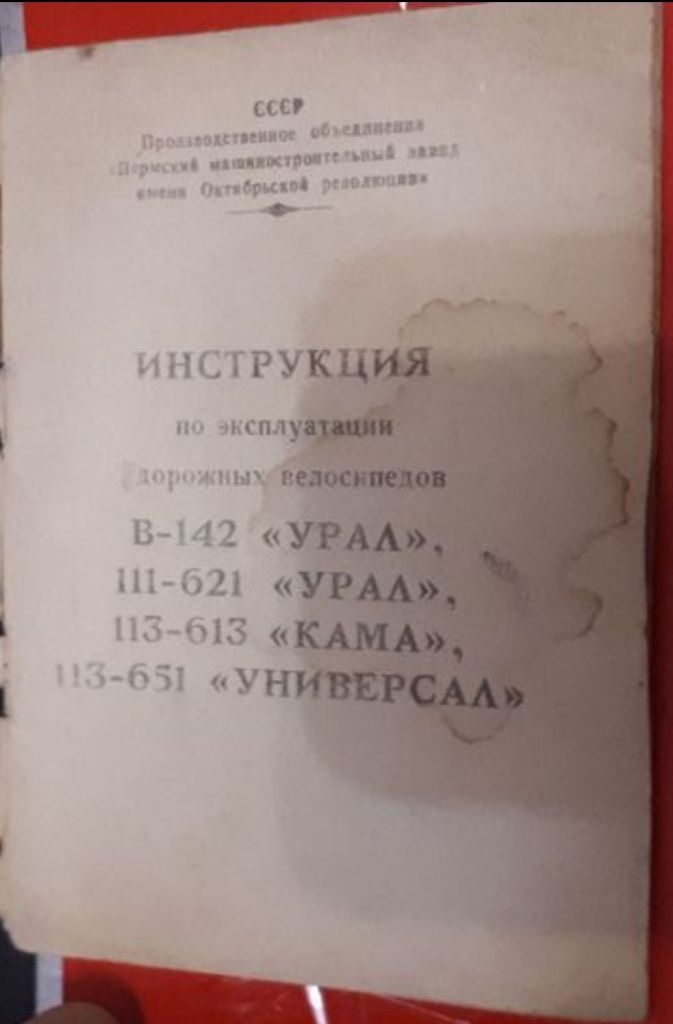 СССР
Производственное объединение
«Пермский машиностроительный завод
имени Октябрьской революции»
ИНСТРУКЦИЯ
по эксплуатации
дорожных велосипедов
В-142 «УРАЛ»,
111-621 «УРАЛ»,
113-613 «КАМА»,
113-651 «УНИВЕРСАЛ»